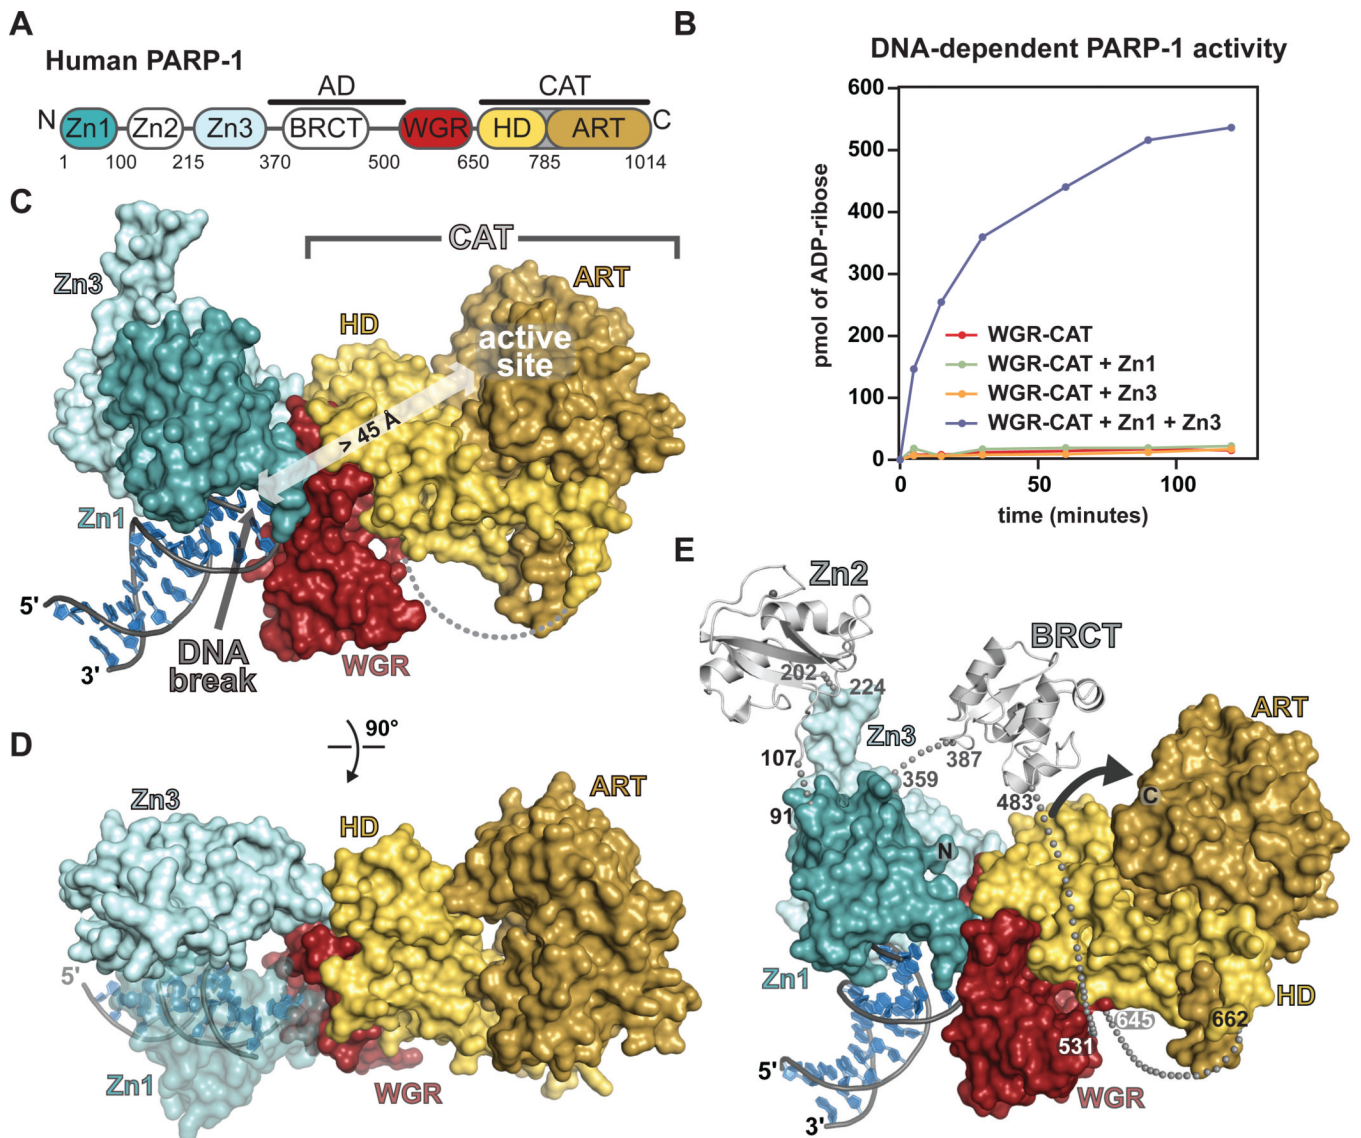 A
Human PARP-1
AD
CAT
N Zn1 Zn2 Zn3 BRCT WGR HD ART C
1 100 215 370 500 650 785 1014
B
DNA-dependent PARP-1 activity
600
500
400
300
200
100
0
pmol of ADP-ribose
WGR-CAT
WGR-CAT + Zn1
WGR-CAT + Zn3
WGR-CAT + Zn1 + Zn3
0 50 100
time (minutes)
C
CAT
Zn3
HD
ART
active
site
> 45 Å
Zn1
5'
3'
DNA
break
WGR
90°
D
Zn3
HD
ART
5'
Zn1
WGR
E
Zn2
BRCT
202
224
ART
Zn3
107
387
359
91
483
C
N
Zn1
HD
645
662
531
5'
WGR
3'